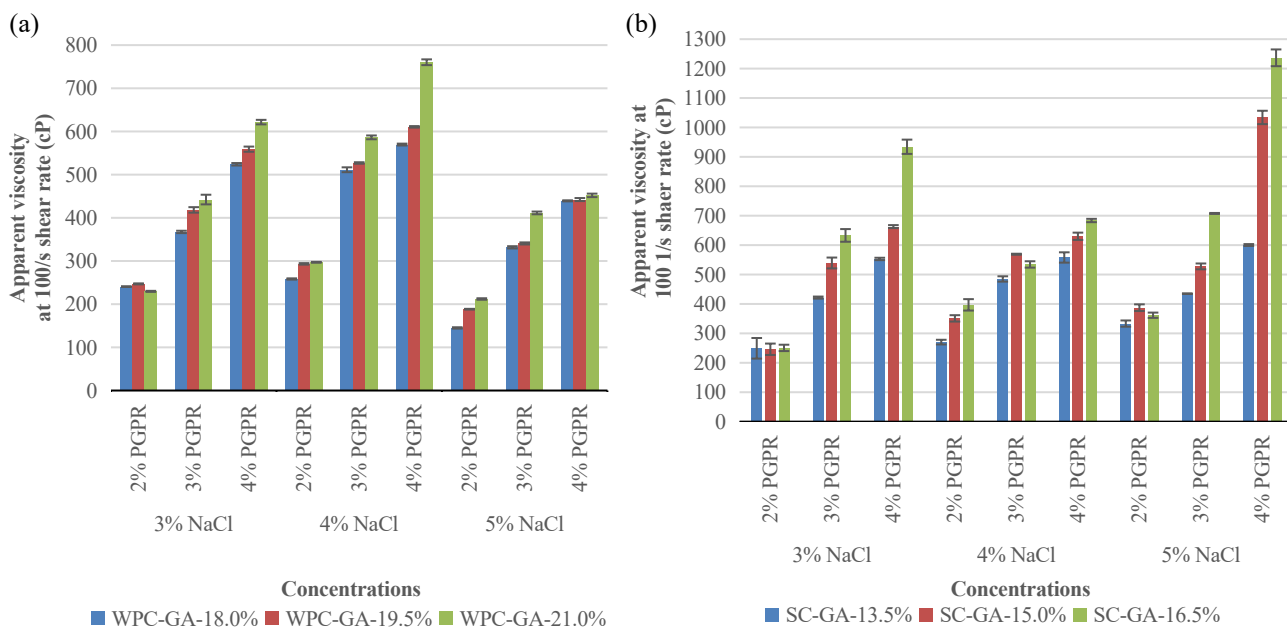 (a)
Apparent viscosity
at 100/s shear rate (cP)
800
700
600
500
400
300
200
100
0
2% PGPR
3% PGPR
4% PGPR
2% PGPR
3% PGPR
4% PGPR
2% PGPR
3% PGPR
4% PGPR
3% NaCl
4% NaCl
5% NaCl
Concentrations
WPC-GA-18.0%
WPC-GA-19.5%
WPC-GA-21.0%
(b)
Apparent viscosity at
100 1/s shaer rate (cP)
1300
1200
1100
1000
900
800
700
600
500
400
300
200
100
0
2% PGPR
3% PGPR
4% PGPR
2% PGPR
3% PGPR
4% PGPR
2% PGPR
3% PGPR
4% PGPR
3% NaCl
4% NaCl
5% NaCl
Concentrations
SC-GA-13.5%
SC-GA-15.0%
SC-GA-16.5%